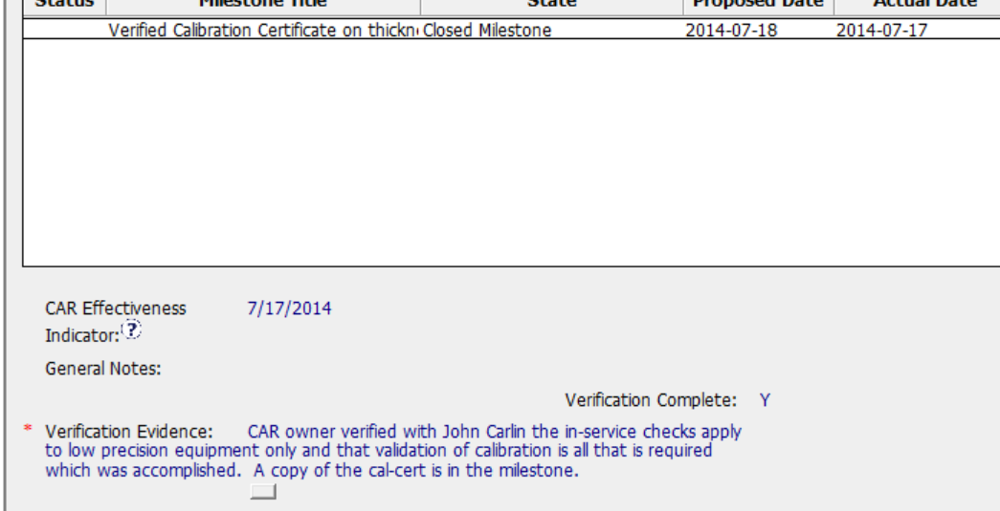 Status Milestone Title State Proposed Date Actual Date
Verified Calibration Certificate on thickn Closed Milestone 2014-07-18 2014-07-17
CAR Effectiveness 7/17/2014
Indicator: ?
General Notes:
Verification Complete: Y
* Verification Evidence: CAR owner verified with John Carlin the in-service checks apply
to low precision equipment only and that validation of calibration is all that is required
which was accomplished. A copy of the cal-cert is in the milestone.